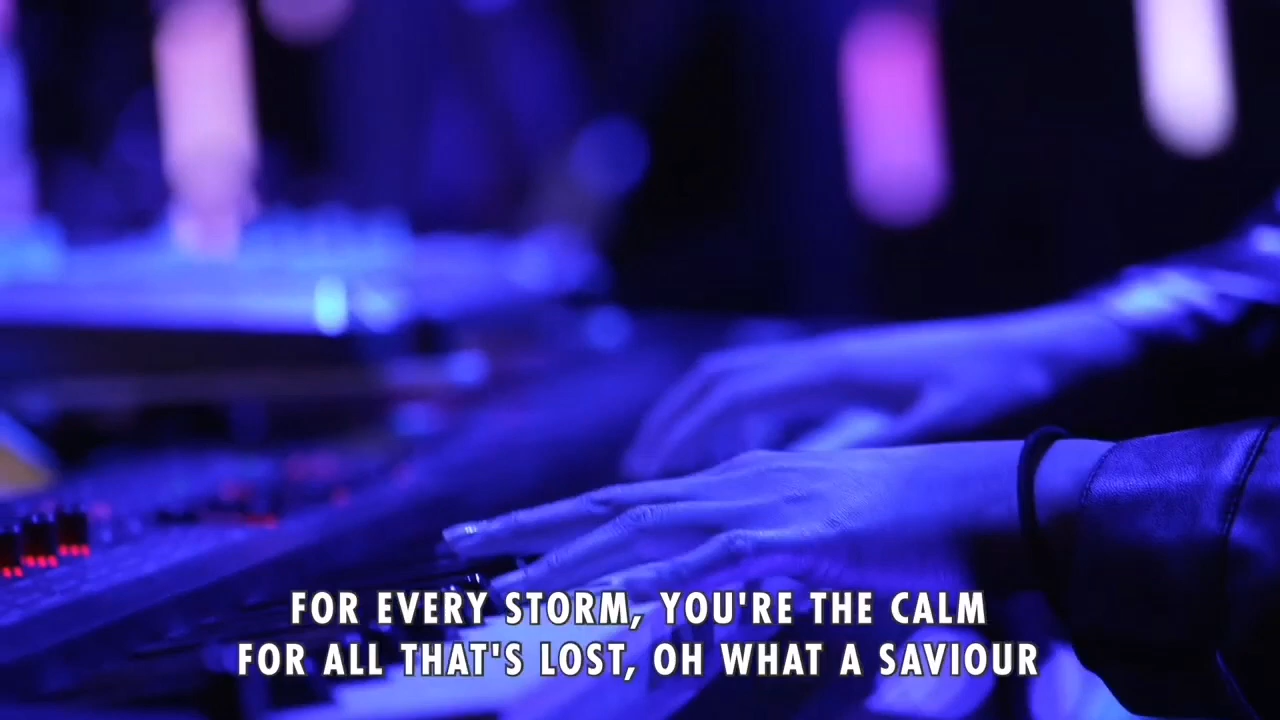 FOR EVERY STORM, YOU'RE THE CALM
FOR ALL THAT'S LOST, OH WHAT A SAVIOUR